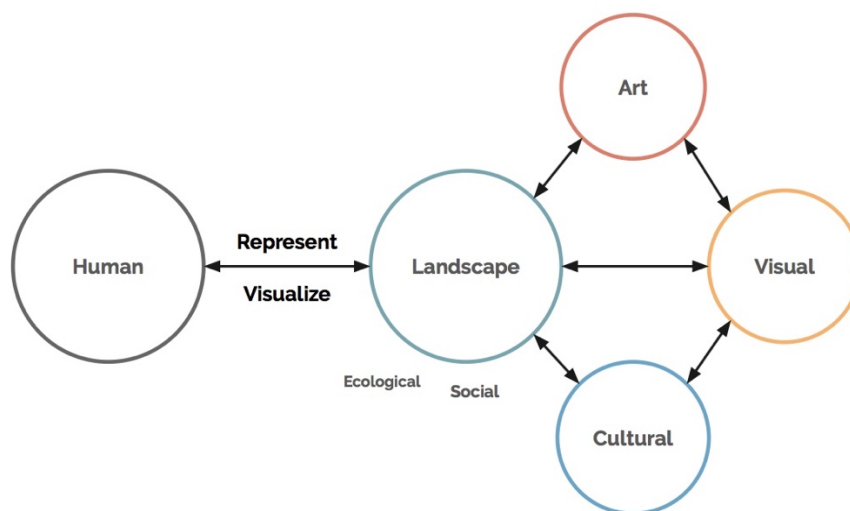 Art
Represent
Human
Landscape
Visual
Visualize
Ecological
Social
Cultural